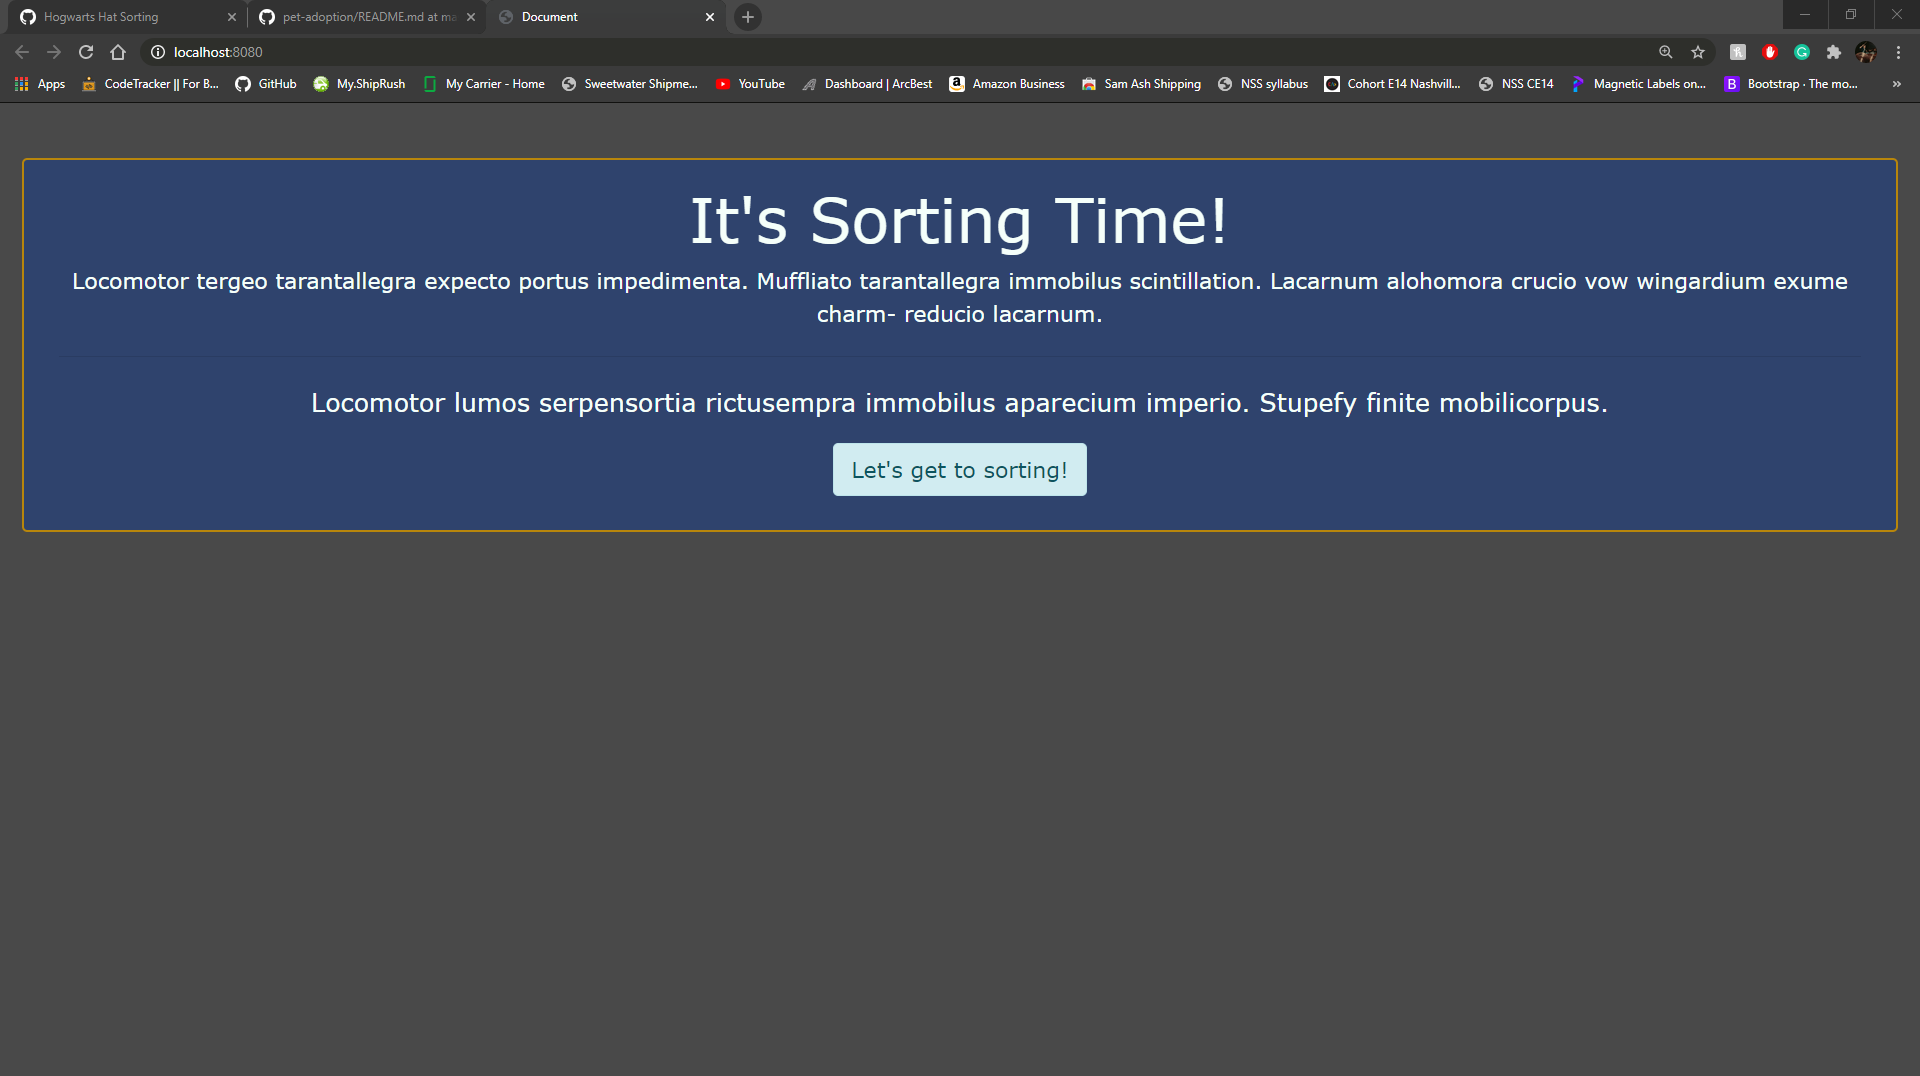 Hogwarts Hat Sorting
pet-adoption/README.md at ma
Document
localhost:8080
Apps
CodeTracker || For B...
GitHub
My.ShipRush
My Carrier - Home
Sweetwater Shipme...
YouTube
Dashboard | ArcBest
Amazon Business
Sam Ash Shipping
NSS syllabus
Cohort E14 Nashvill...
NSS CE14
Magnetic Labels on...
Bootstrap · The mo...
It's Sorting Time!
Locomotor tergeo tarantallegra expecto portus impedimenta. Muffliato tarantallegra immobilus scintillation. Lacarnum alohomora crucio vow wingardium exume
charm- reducio lacarnum.
Locomotor lumos serpensortia rictusempra immobilus aparecium imperio. Stupefy finite mobilicorpus.
Let's get to sorting!